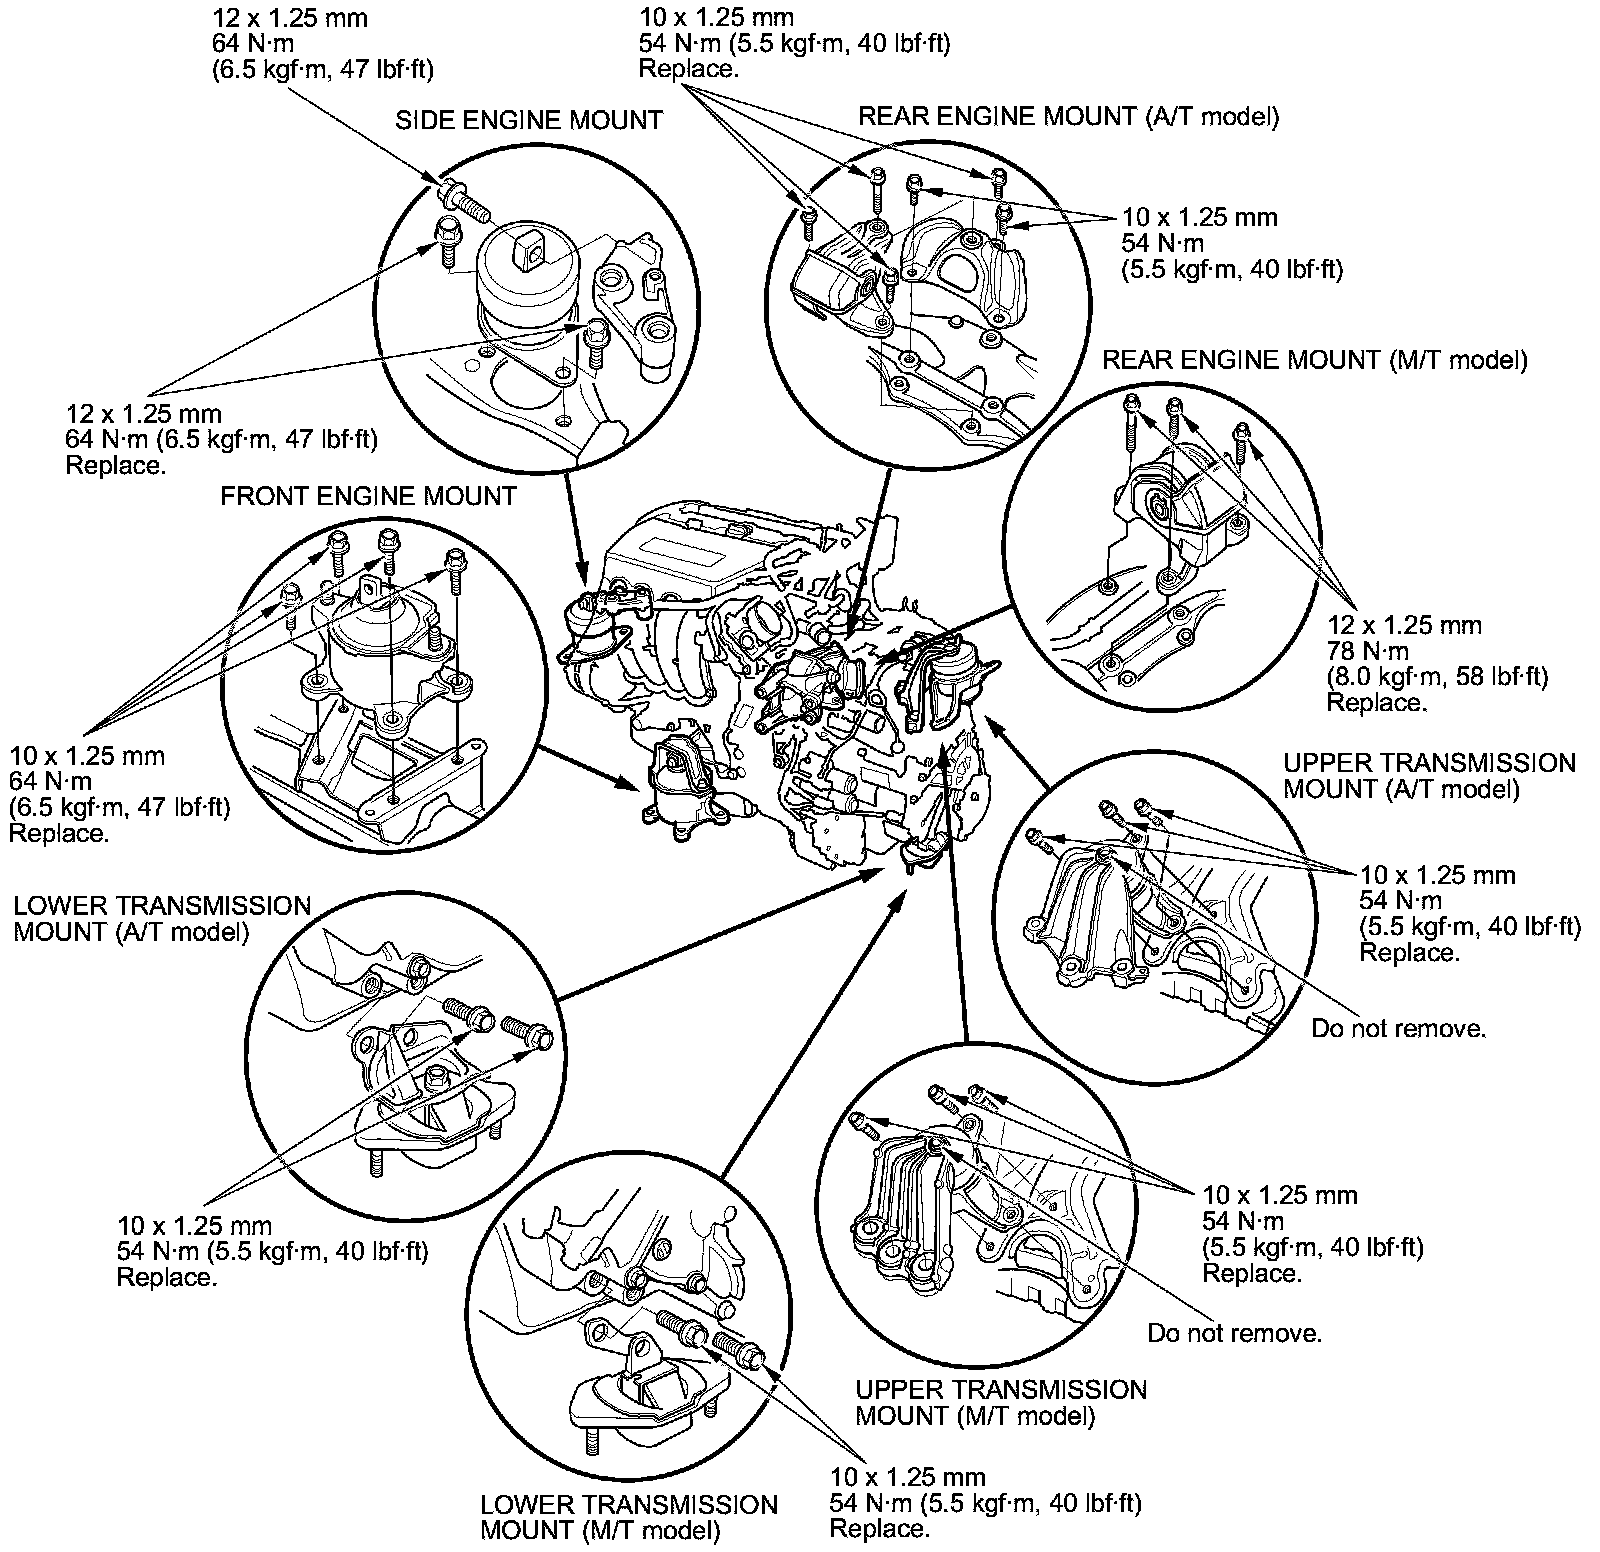 12 x 1.25 mm
64 N·m
(6.5 kgf·m, 47 lbf·ft)
10 x 1.25 mm
54 N·m (5.5 kgf·m, 40 lbf·ft)
Replace.
SIDE ENGINE MOUNT
REAR ENGINE MOUNT (A/T model)
10 x 1.25 mm
54 N·m
(5.5 kgf·m, 40 lbf·ft)
REAR ENGINE MOUNT (M/T model)
12 x 1.25 mm
64 N·m (6.5 kgf·m, 47 lbf·ft)
Replace.
FRONT ENGINE MOUNT
12 x 1.25 mm
78 N·m
(8.0 kgf·m, 58 lbf·ft)
Replace.
10 x 1.25 mm
64 N·m
(6.5 kgf·m, 47 lbf·ft)
Replace.
UPPER TRANSMISSION
MOUNT (A/T model)
10 x 1.25 mm
54 N·m
(5.5 kgf·m, 40 lbf·ft)
Replace.
Do not remove.
LOWER TRANSMISSION
MOUNT (A/T model)
10 x 1.25 mm
54 N·m (5.5 kgf·m, 40 lbf·ft)
Replace.
10 x 1.25 mm
54 N·m
(5.5 kgf·m, 40 lbf·ft)
Replace.
Do not remove.
UPPER TRANSMISSION
MOUNT (M/T model)
10 x 1.25 mm
54 N·m (5.5 kgf·m, 40 lbf·ft)
Replace.
LOWER TRANSMISSION
MOUNT (M/T model)